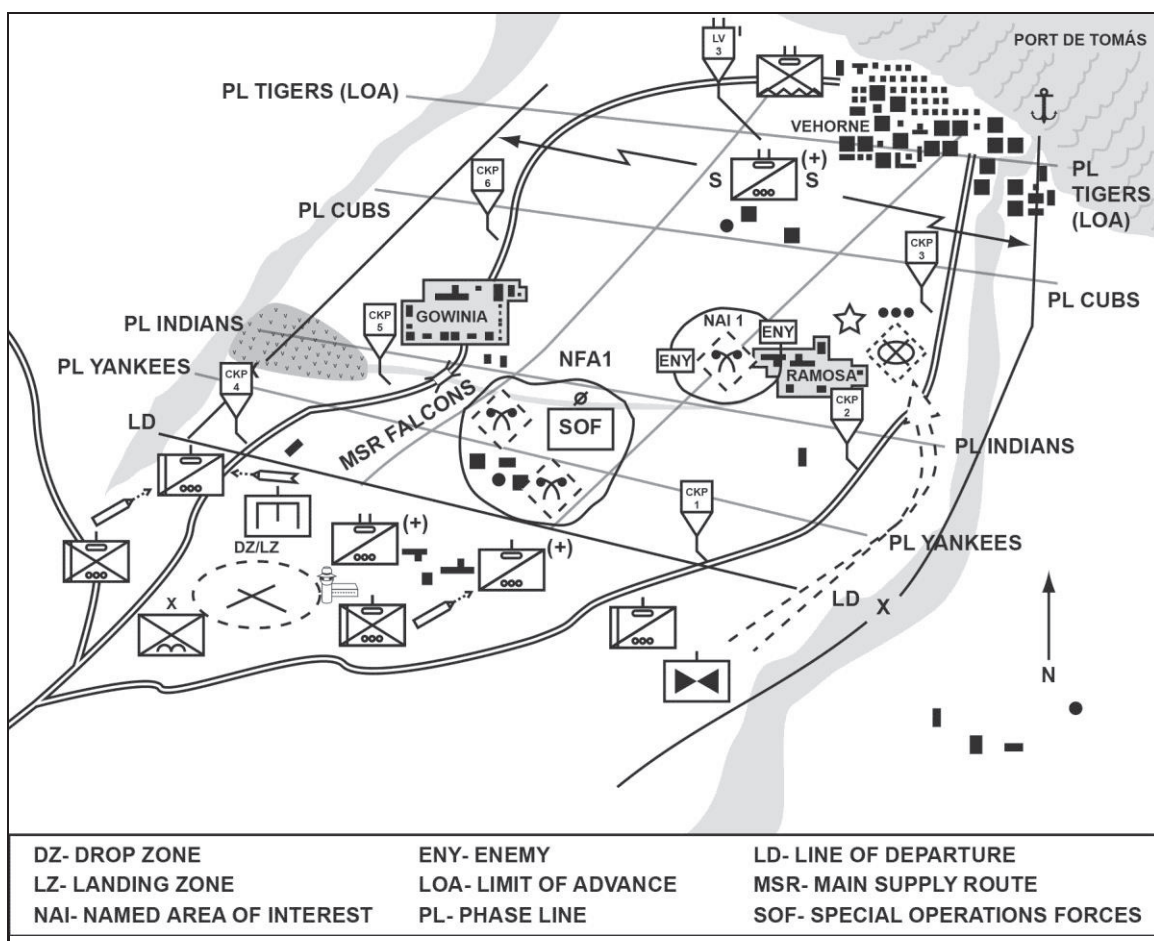 PORT DE TOMÁS
LV
3
PL TIGERS (LOA)
VEHORNE
(+)
S
S
PL
TIGERS
(LOA)
CKP
6
PL CUBS
CKP
3
PL CUBS
GOWINIA
PL INDIANS
CKP
5
NAI 1
ENY
ENY
RAMOSA
PL YANKEES
CKP
4
NFA1
SOF
CKP
2
LD
MSR FALCONS
PL INDIANS
CKP
1
PL YANKEES
DZ/LZ
(+)
(+)
LD
X
X
N
DZ- DROP ZONE
LZ- LANDING ZONE
NAI- NAMED AREA OF INTEREST
ENY- ENEMY
LOA- LIMIT OF ADVANCE
PL- PHASE LINE
LD- LINE OF DEPARTURE
MSR- MAIN SUPPLY ROUTE
SOF- SPECIAL OPERATIONS FORCES